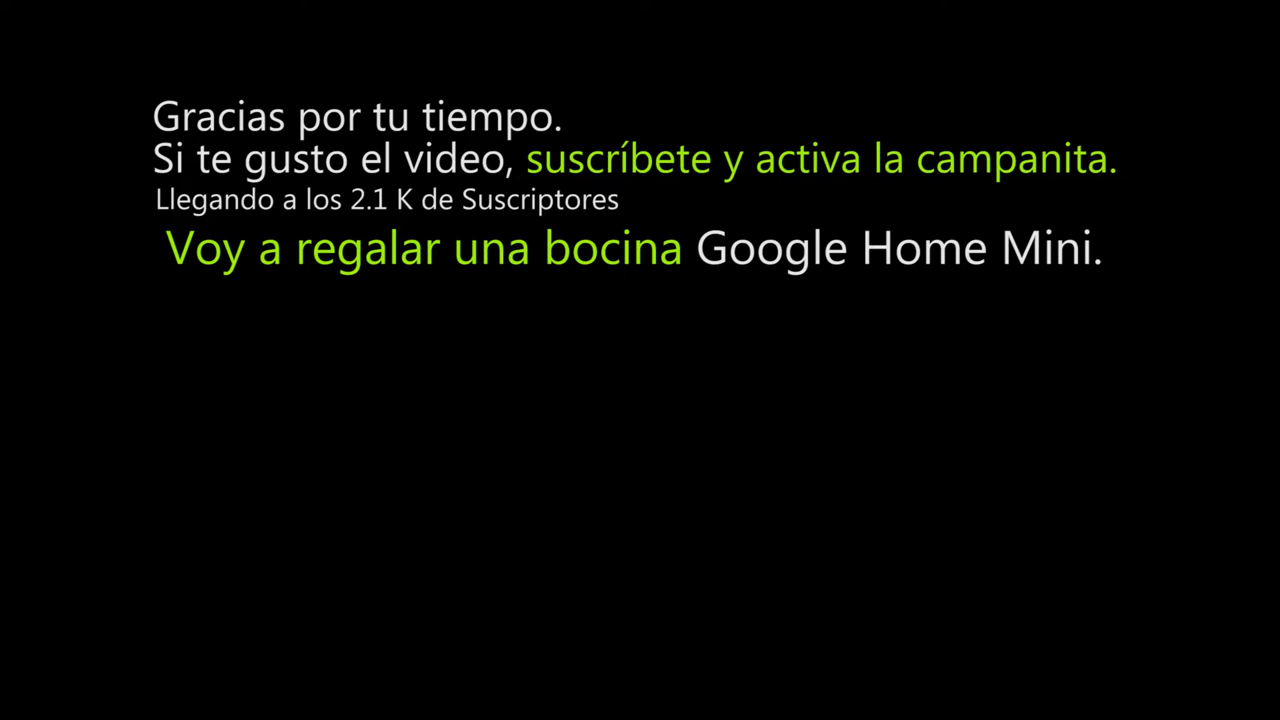 Gracias por tu tiempo.
Si te gusto el video, suscríbete y activa la campanita.
Llegando a los 2.1 K de Suscriptores
Voy a regalar una bocina Google Home Mini.